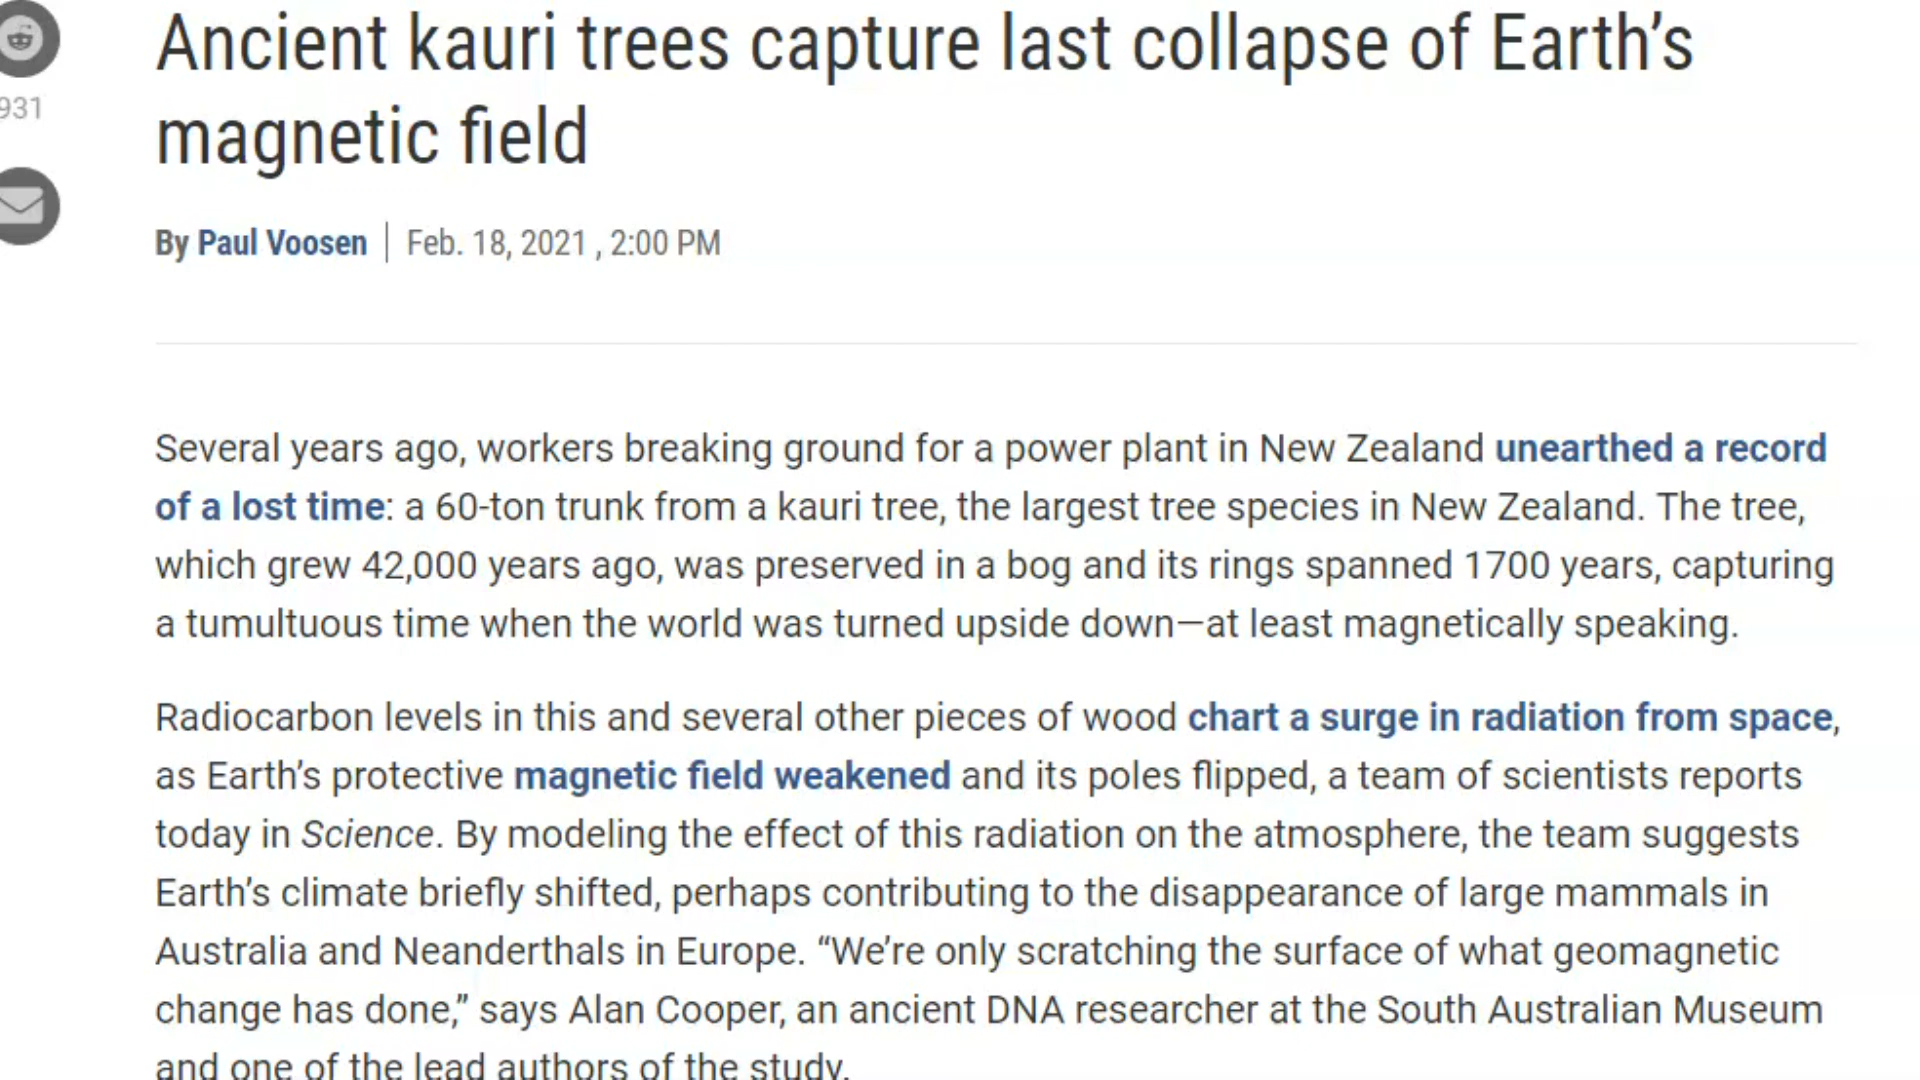 Ancient kauri trees capture last collapse of Earth’s
magnetic field
931
By Paul Voosen | Feb. 18, 2021 , 2:00 PM
Several years ago, workers breaking ground for a power plant in New Zealand unearthed a record
of a lost time: a 60-ton trunk from a kauri tree, the largest tree species in New Zealand. The tree,
which grew 42,000 years ago, was preserved in a bog and its rings spanned 1700 years, capturing
a tumultuous time when the world was turned upside down—at least magnetically speaking.
Radiocarbon levels in this and several other pieces of wood chart a surge in radiation from space,
as Earth’s protective magnetic field weakened and its poles flipped, a team of scientists reports
today in Science. By modeling the effect of this radiation on the atmosphere, the team suggests
Earth’s climate briefly shifted, perhaps contributing to the disappearance of large mammals in
Australia and Neanderthals in Europe. “We’re only scratching the surface of what geomagnetic
change has done,” says Alan Cooper, an ancient DNA researcher at the South Australian Museum
and one of the lead authors of the study.